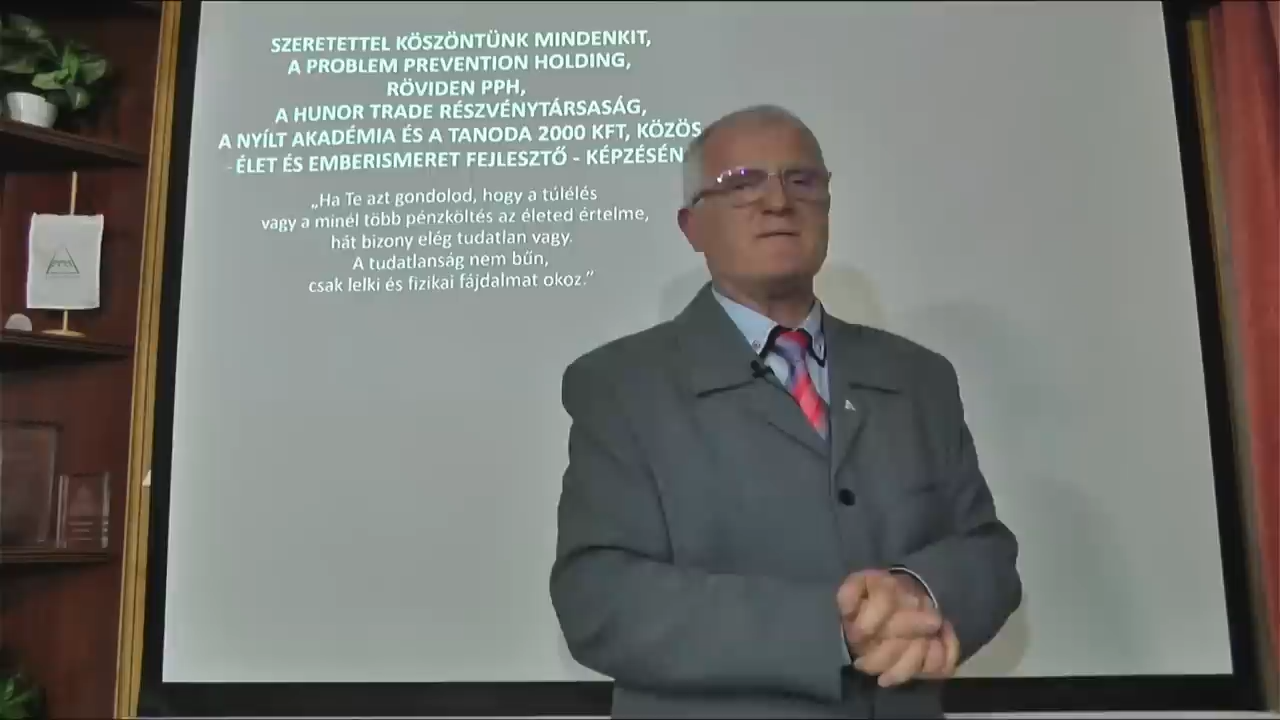 SZERETETTEL KÖSZÖNTÜNK MINDENKIT,
A PROBLEM PREVENTION HOLDING,
RÖVIDEN PPH,
A HUNOR TRADE RÉSZVÉNYTÁRSASÁG,
A NYÍLT AKADÉMIA ÉS A TANODA 2000 KFT, KÖZÖS
- ÉLET ÉS EMBERISMERET FEJLESZTŐ - KÉPZÉSÉN
„Ha Te azt gondolod, hogy a túlélés
vagy a minél több pénzköltés az életed értelme,
hát bizony elég tudatlan vagy.
A tudatlanság nem bűn,
csak lelki és fizikai fájdalmat okoz.”